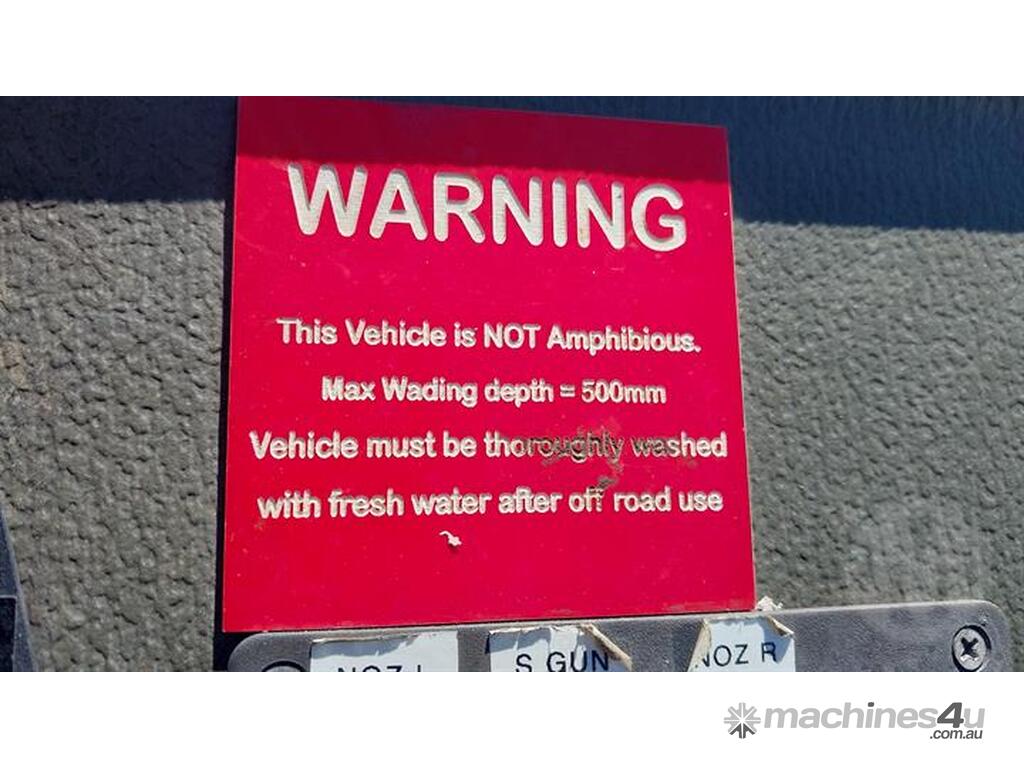 WARNING
This Vehicle is NOT Amphibious.
Max Wading depth = 500mm
Vehicle must be thoroughly washed
with fresh water after off road use
NOZ L S GUN NOZ R
machines4u
.com.au